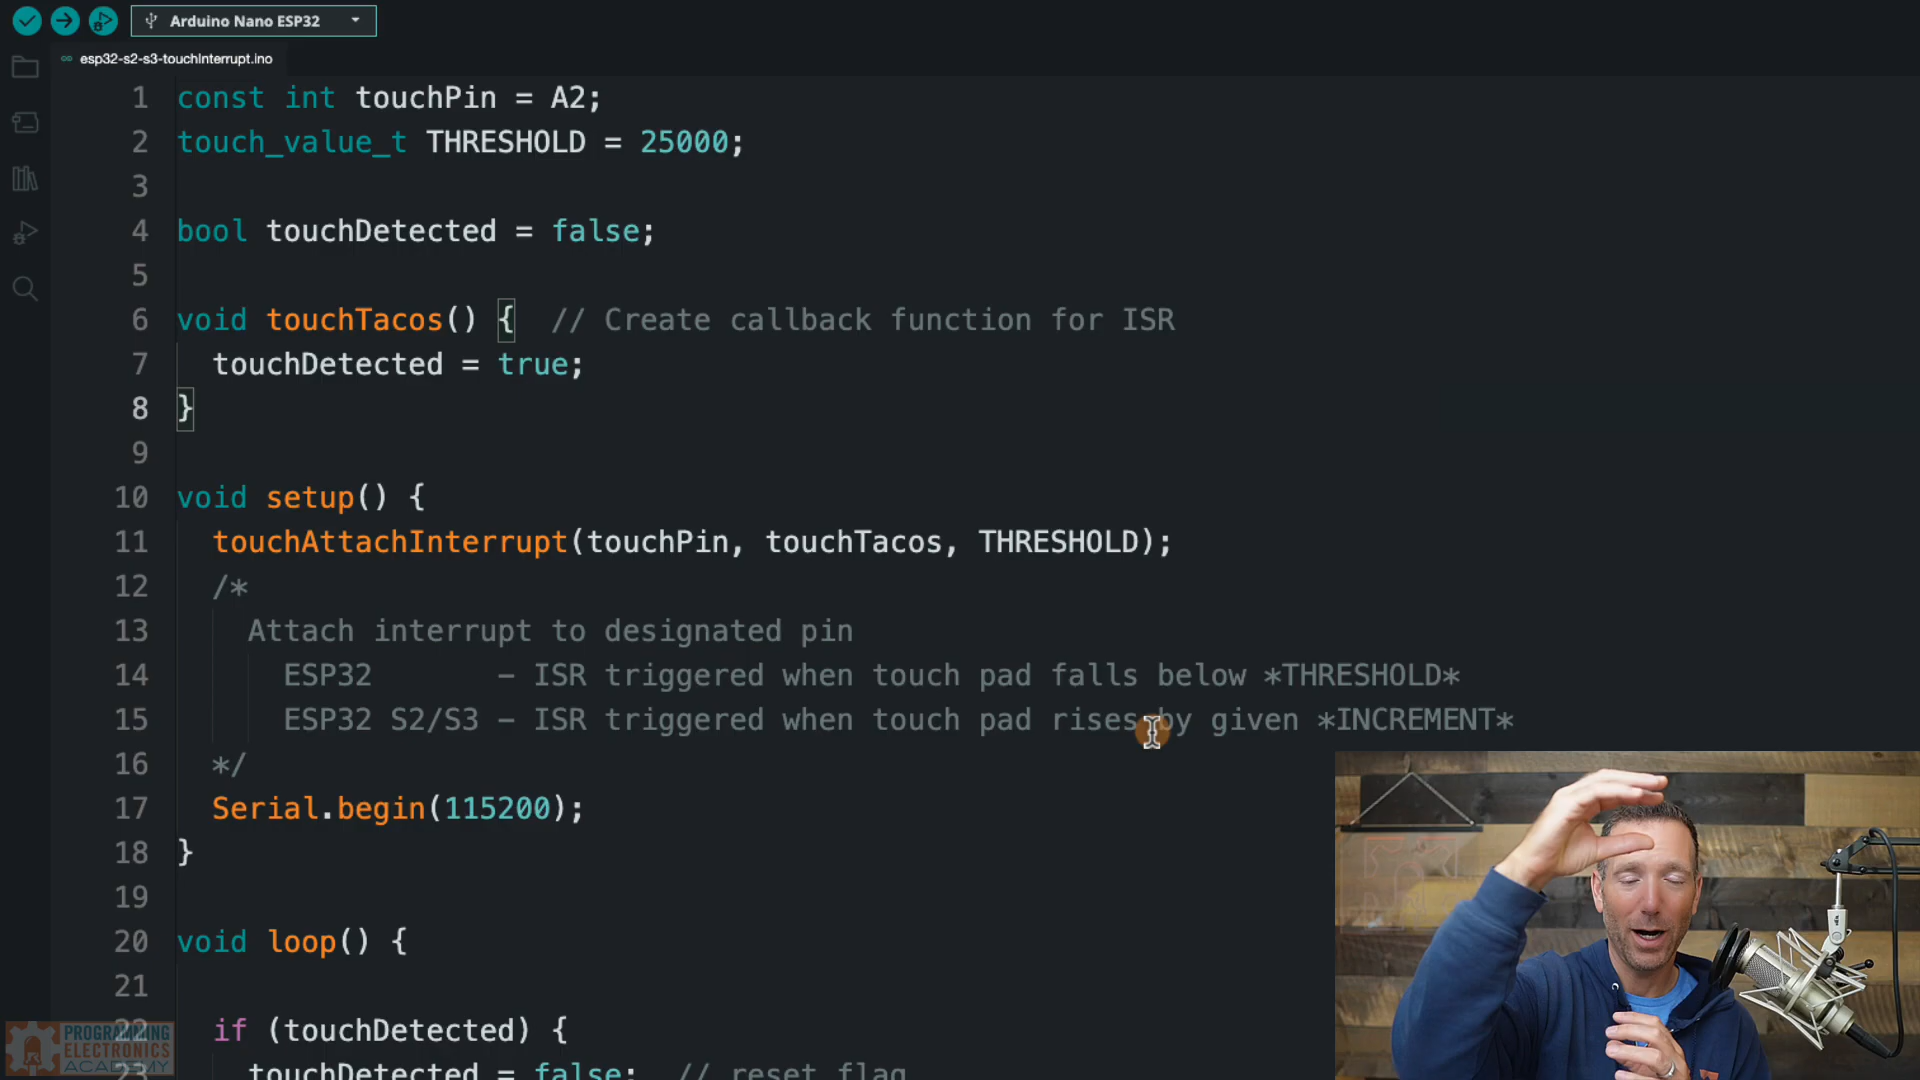 Arduino Nano ESP32
esp32-s2-s3-touchInterrupt.ino
1 const int touchPin = A2;
2 touch_value_t THRESHOLD = 25000;
3
4 bool touchDetected = false;
5
6 void touchTacos() { // Create callback function for ISR
7 touchDetected = true;
8 }
9
10 void setup() {
11 touchAttachInterrupt(touchPin, touchTacos, THRESHOLD);
12 /*
13 Attach interrupt to designated pin
14 ESP32 – ISR triggered when touch pad falls below *THRESHOLD*
15 ESP32 S2/S3 – ISR triggered when touch pad rises by given *INCREMENT*
16 */
17 Serial.begin(115200);
18 }
19
20 void loop() {
21
22 if (touchDetected) {
23 touchDetected = false; // reset flag
PROGRAMMING
ELECTRONICS
ACADEMY